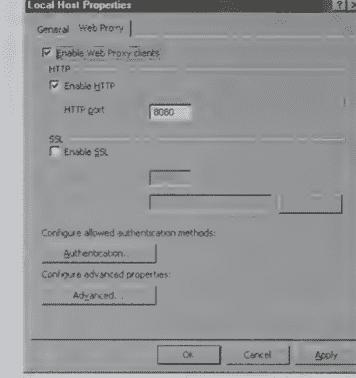 Local Host Properties
General Web Proxy
Enable Web Proxy clients
HTTP
Enable HTTP
HTTP port 8080
SSL
Enable SSL
Configure allowed authentication methods:
Authentication...
Configure advanced properties:
Advanced...
OK Cancel Apply